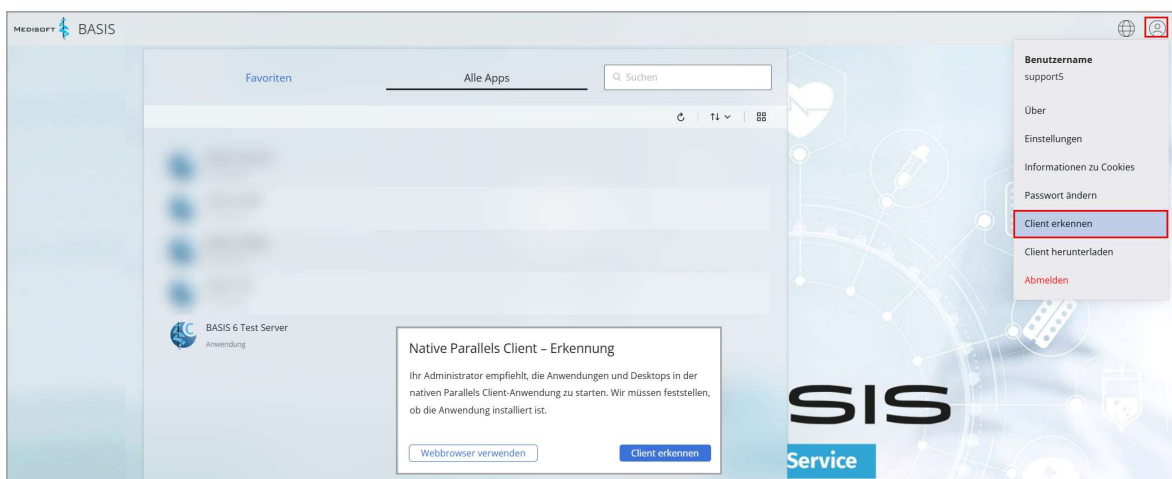 MEDISOFT BASIS
Favoriten
Alle Apps
Suchen
Benutzername
support5
Über
Einstellungen
Informationen zu Cookies
Passwort ändern
Client erkennen
Client herunterladen
Abmelden
BASIS 6 Test Server
Anwendung
Native Parallels Client – Erkennung
Ihr Administrator empfiehlt, die Anwendungen und Desktops in der
nativen Parallels Client-Anwendung zu starten. Wir müssen feststellen,
ob die Anwendung installiert ist.
Webbrowser verwenden
Client erkennen
SIS
Service